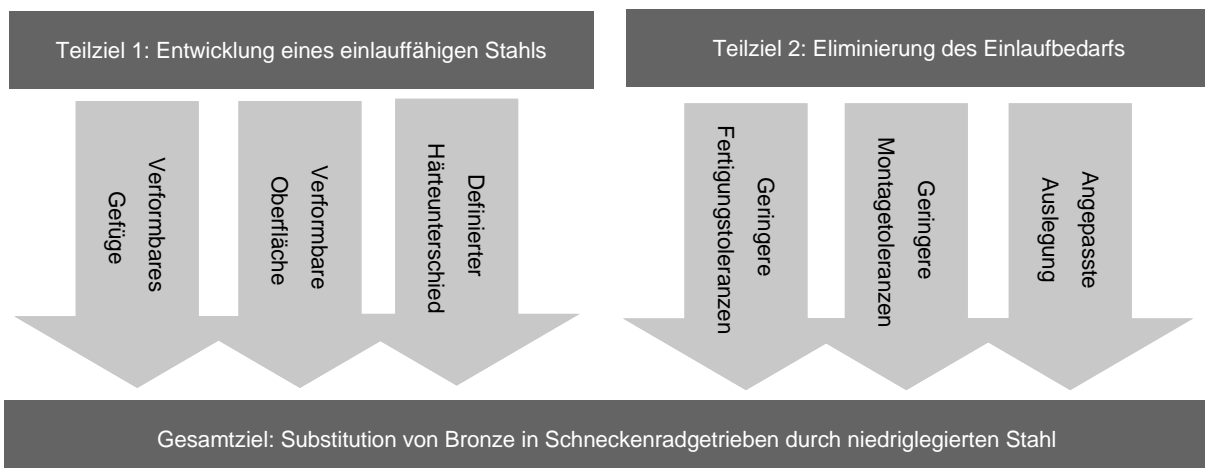 Teilziel 1: Entwicklung eines einlauffähigen Stahls
Verformbares
Gefüge
Verformbare
Oberfläche
Definierter
Härteunterschied
Teilziel 2: Eliminierung des Einlaufbedarfs
Geringere
Fertigungstoleranzen
Geringere
Montagetoleranzen
Angepasste
Auslegung
Gesamtziel: Substitution von Bronze in Schneckenradgetrieben durch niedriglegierten Stahl